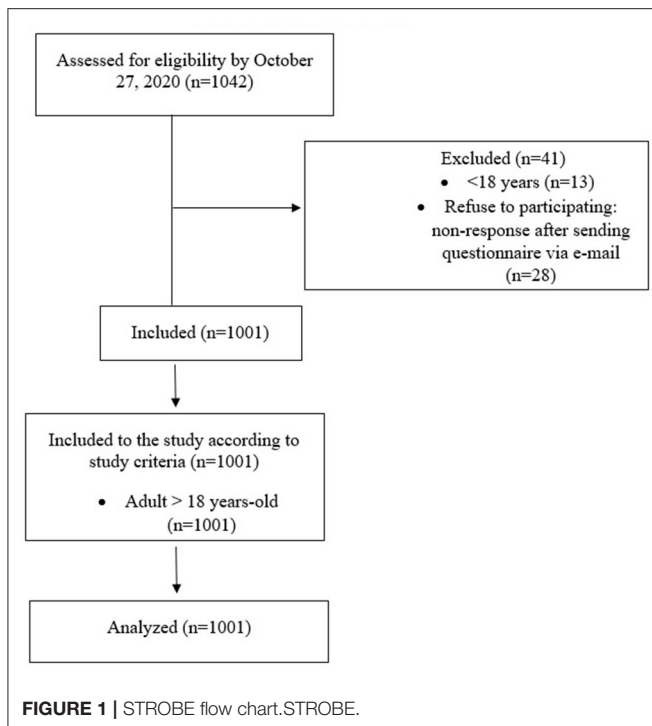 Assessed for eligibility by October
27, 2020 (n=1042)
Excluded (n=41)
• <18 years (n=13)
• Refuse to participating:
non-response after sending
questionnaire via e-mail
(n=28)
Included (n=1001)
Included to the study according to
study criteria (n=1001)
• Adult > 18 years-old
(n=1001)
Analyzed (n=1001)
FIGURE 1 | STROBE flow chart.STROBE.